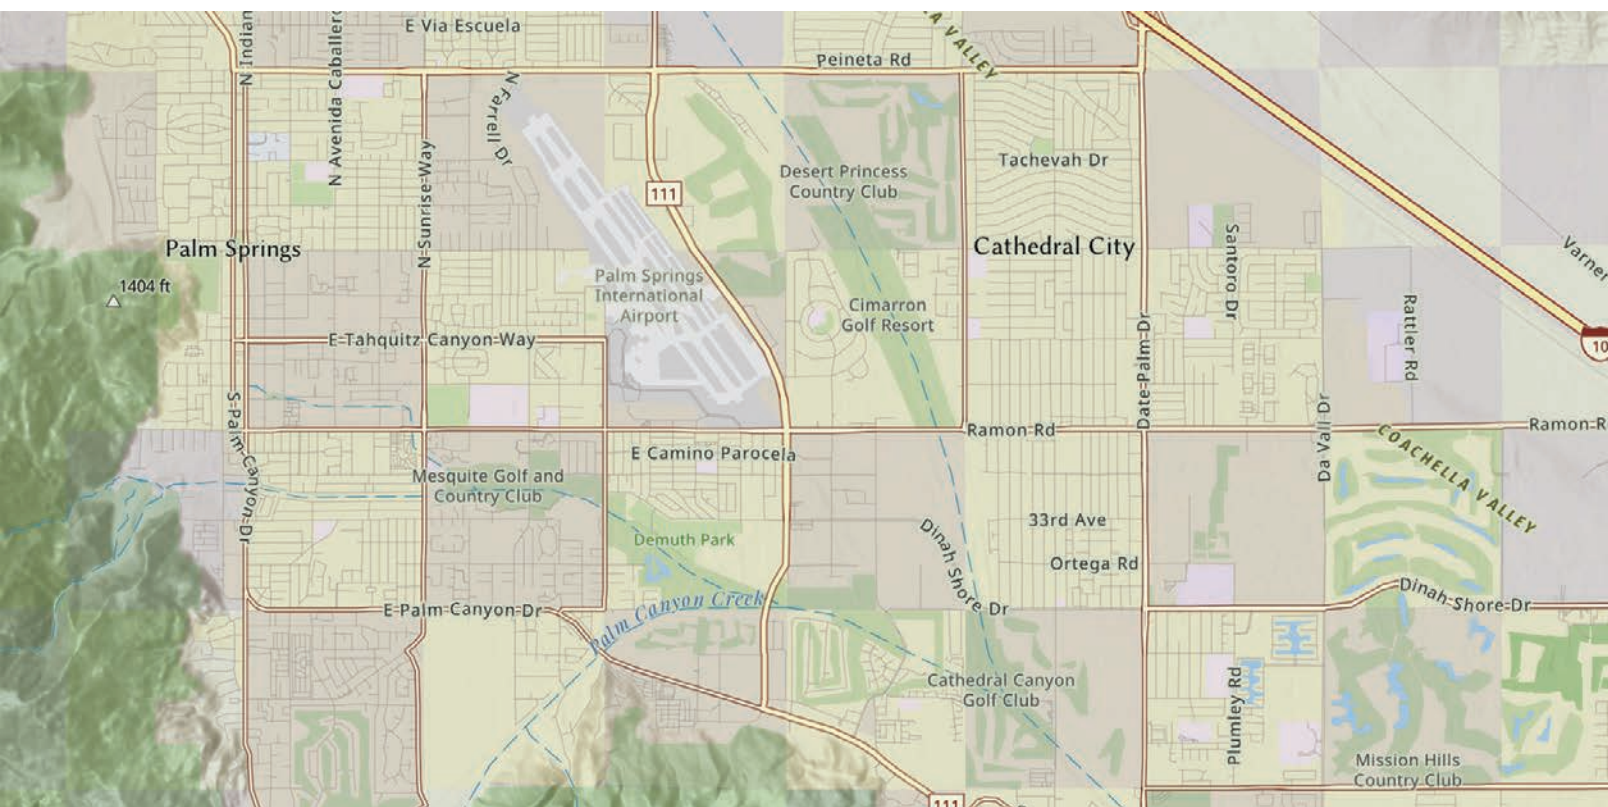 E Via Escuela
N Indian
N Avenida Caballero
A VALLEY
Peineta Rd
N Farrell Dr
N Sunrise Way
Tachevah Dr
Desert Princess
Country Club
111
Palm Springs
Cathedral City
Santoro Dr
Varner
1404 ft
Palm Springs
International
Airport
Cimarron
Golf Resort
Rattler Rd
E Tahquitz Canyon Way
Date Palm Dr
10
S Palm Canyon Dr
Da Vall Dr
Ramon Rd
Ramon R
COACHELLA VALLEY
E Camino Parocela
Mesquite Golf and
Country Club
33rd Ave
Demuth Park
Dinah Shore Dr
Ortega Rd
Dinah Shore Dr
E Palm Canyon Dr
Palm Canyon Creek
Cathedral Canyon
Golf Club
Plumley Rd
Mission Hills
Country Club
111